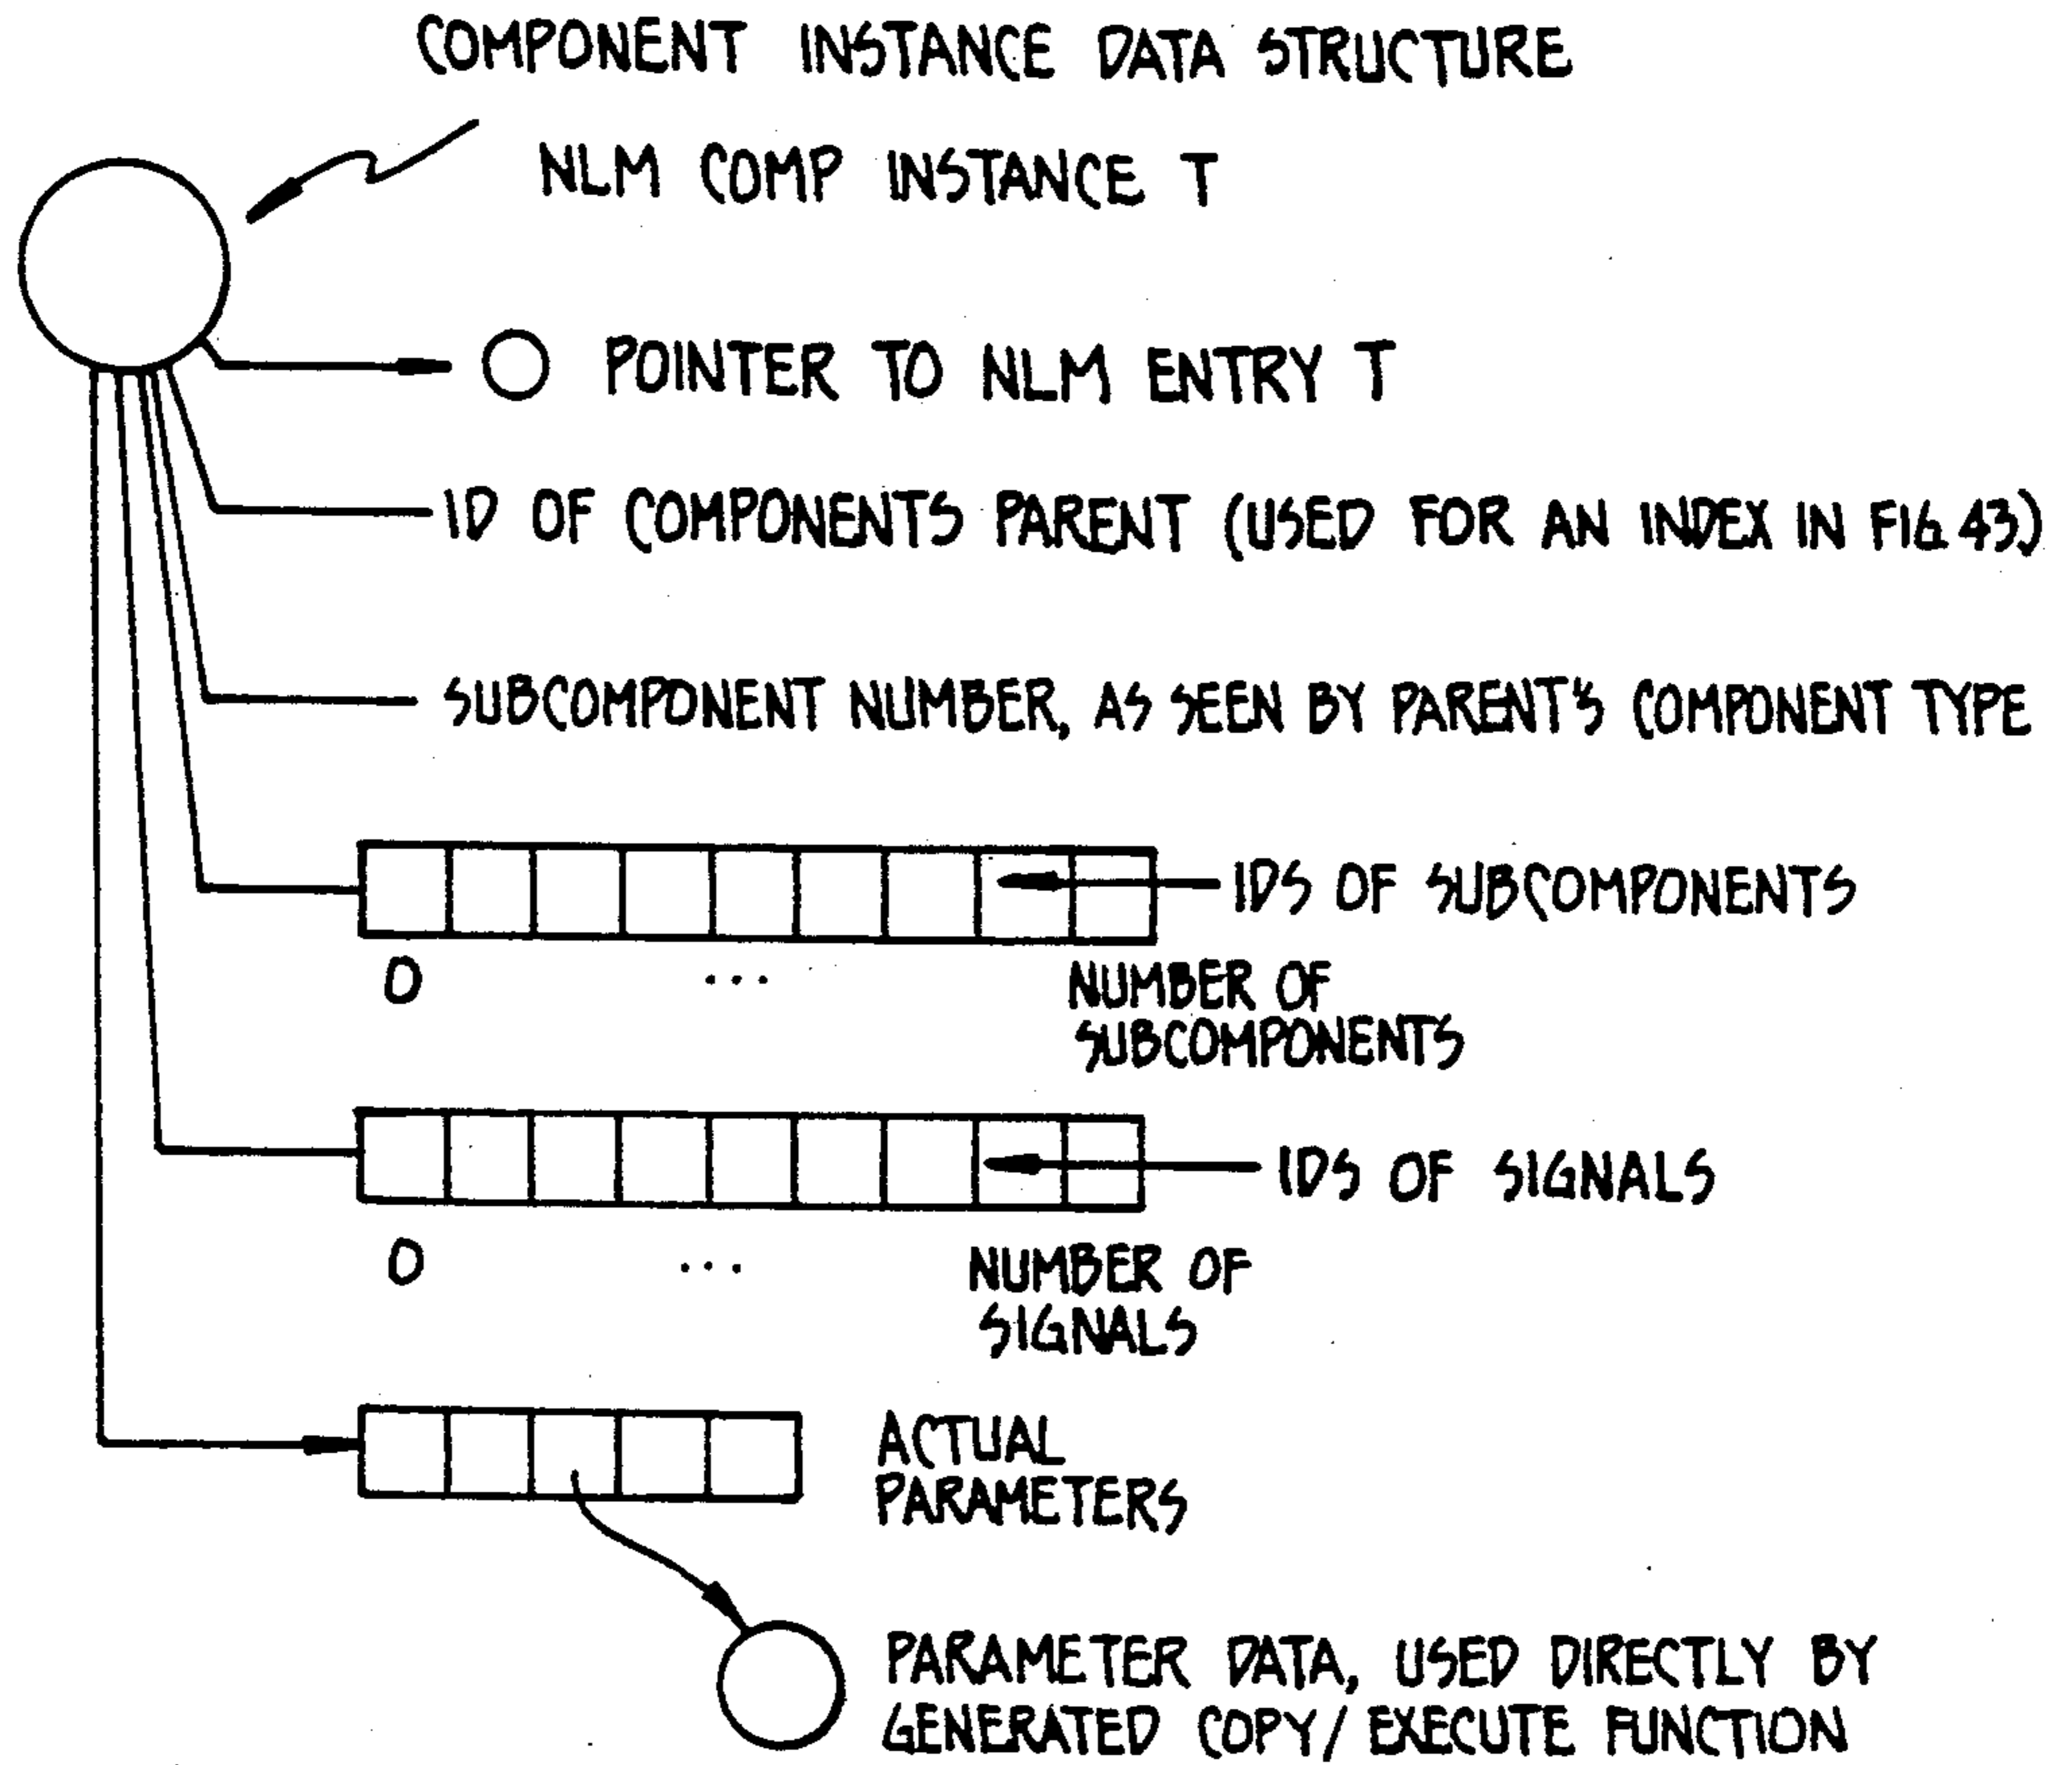 COMPONENT INSTANCE DATA STRUCTURE
NLM COMP INSTANCE T
POINTER TO NLM ENTRY T
ID OF COMPONENTS PARENT (USED FOR AN INDEX IN FIG. 43.)
SUBCOMPONENT NUMBER, AS SEEN BY PARENT'S COMPONENT TYPE
IDS OF SUBCOMPONENTS
0 ... NUMBER OF
SUBCOMPONENTS
IDS OF SIGNALS
0 ... NUMBER OF
SIGNALS
ACTUAL
PARAMETERS
PARAMETER DATA, USED DIRECTLY BY
GENERATED COPY/EXECUTE FUNCTION